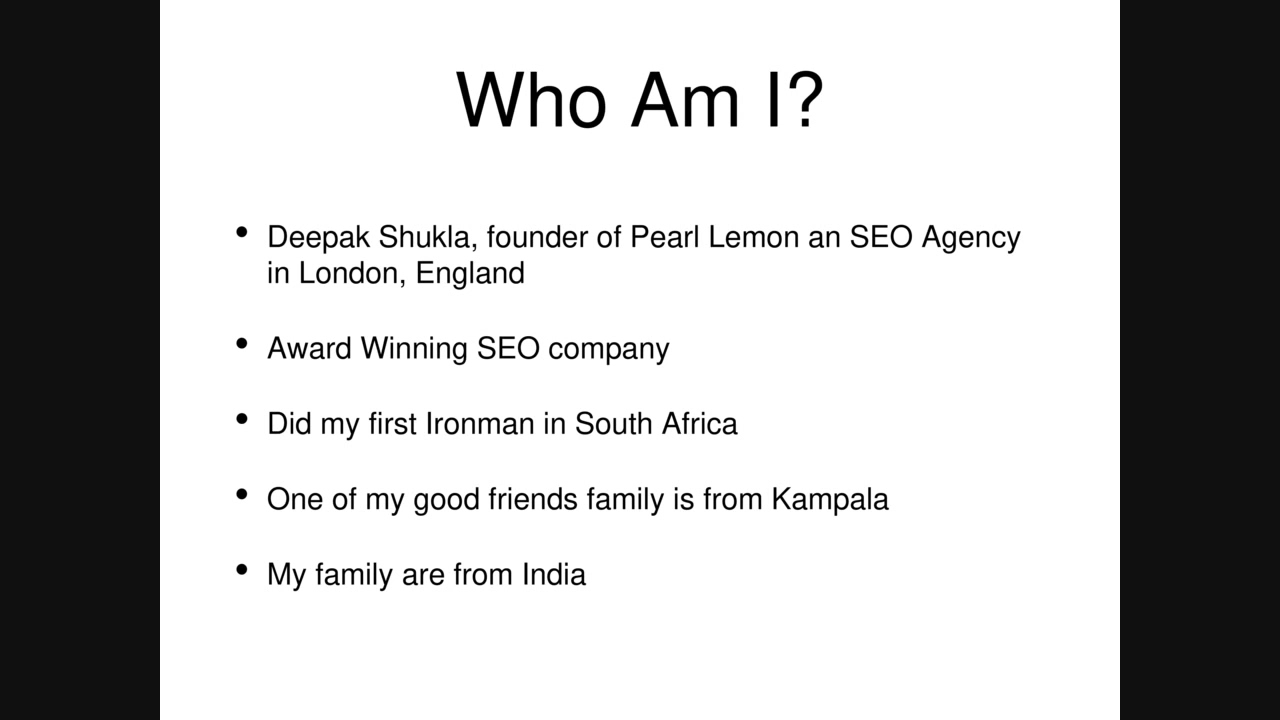 Who Am I?
• Deepak Shukla, founder of Pearl Lemon an SEO Agency
in London, England
• Award Winning SEO company
• Did my first Ironman in South Africa
• One of my good friends family is from Kampala
• My family are from India